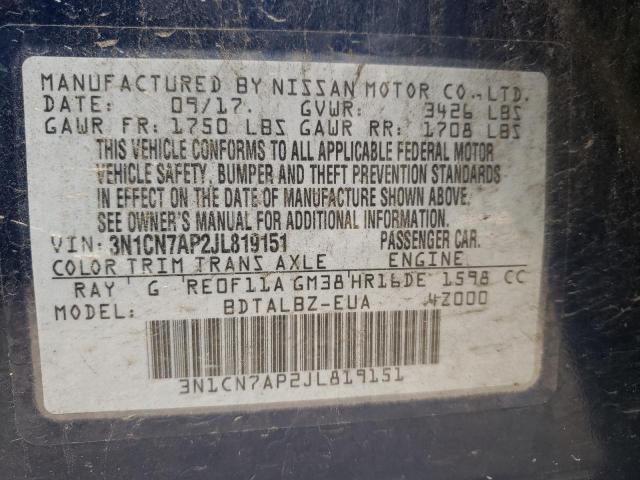 MANUFACTURED BY NISSAN MOTOR CO.,LTD.
DATE: 09/17. GVWR: 3426 LBS
GAWR FR: 1750 LBS GAWR RR: 1708 LBS
THIS VEHICLE CONFORMS TO ALL APPLICABLE FEDERAL MOTOR
VEHICLE SAFETY, BUMPER AND THEFT PREVENTION STANDARDS
IN EFFECT ON THE DATE OF MANUFACTURE SHOWN ABOVE.
SEE OWNER'S MANUAL FOR ADDITIONAL INFORMATION.
VIN: 3N1CN7AP2JL819151 PASSENGER CAR.
COLOR TRIM TRANS AXLE ENGINE
RAY G RE0F11A GM38 HR16DE 1598 CC
MODEL: BDTALBZ-EUA 4Z000
3N1CN7AP2JL819151